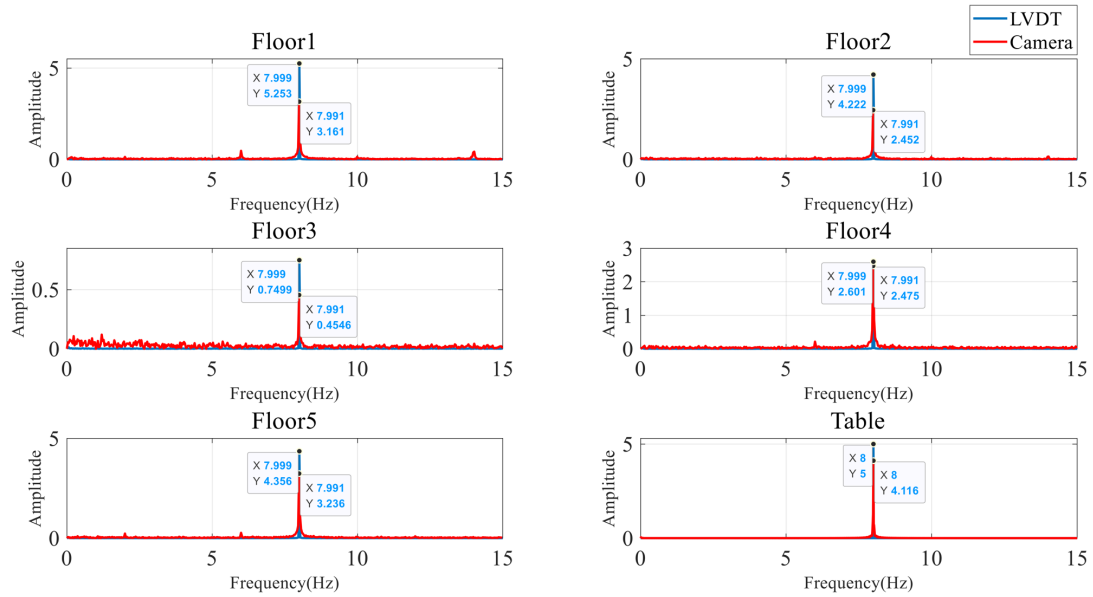 LVDT
Camera
Floor1
5
0
Amplitude
X 7.999
Y 5.253
X 7.991
Y 3.161
0 5 10 15
Frequency(Hz)
Floor2
5
0
Amplitude
X 7.999
Y 4.222
X 7.991
Y 2.452
0 5 10 15
Frequency(Hz)
Floor3
0.5
0
Amplitude
X 7.999
Y 0.7499
X 7.991
Y 0.4546
0 5 10 15
Frequency(Hz)
Floor4
3
2
1
0
Amplitude
X 7.999
Y 2.601
X 7.991
Y 2.475
0 5 10 15
Frequency(Hz)
Floor5
5
0
Amplitude
X 7.999
Y 4.356
X 7.991
Y 3.236
0 5 10 15
Frequency(Hz)
Table
5
0
Amplitude
X 8
Y 5
X 8
Y 4.116
0 5 10 15
Frequency(Hz)